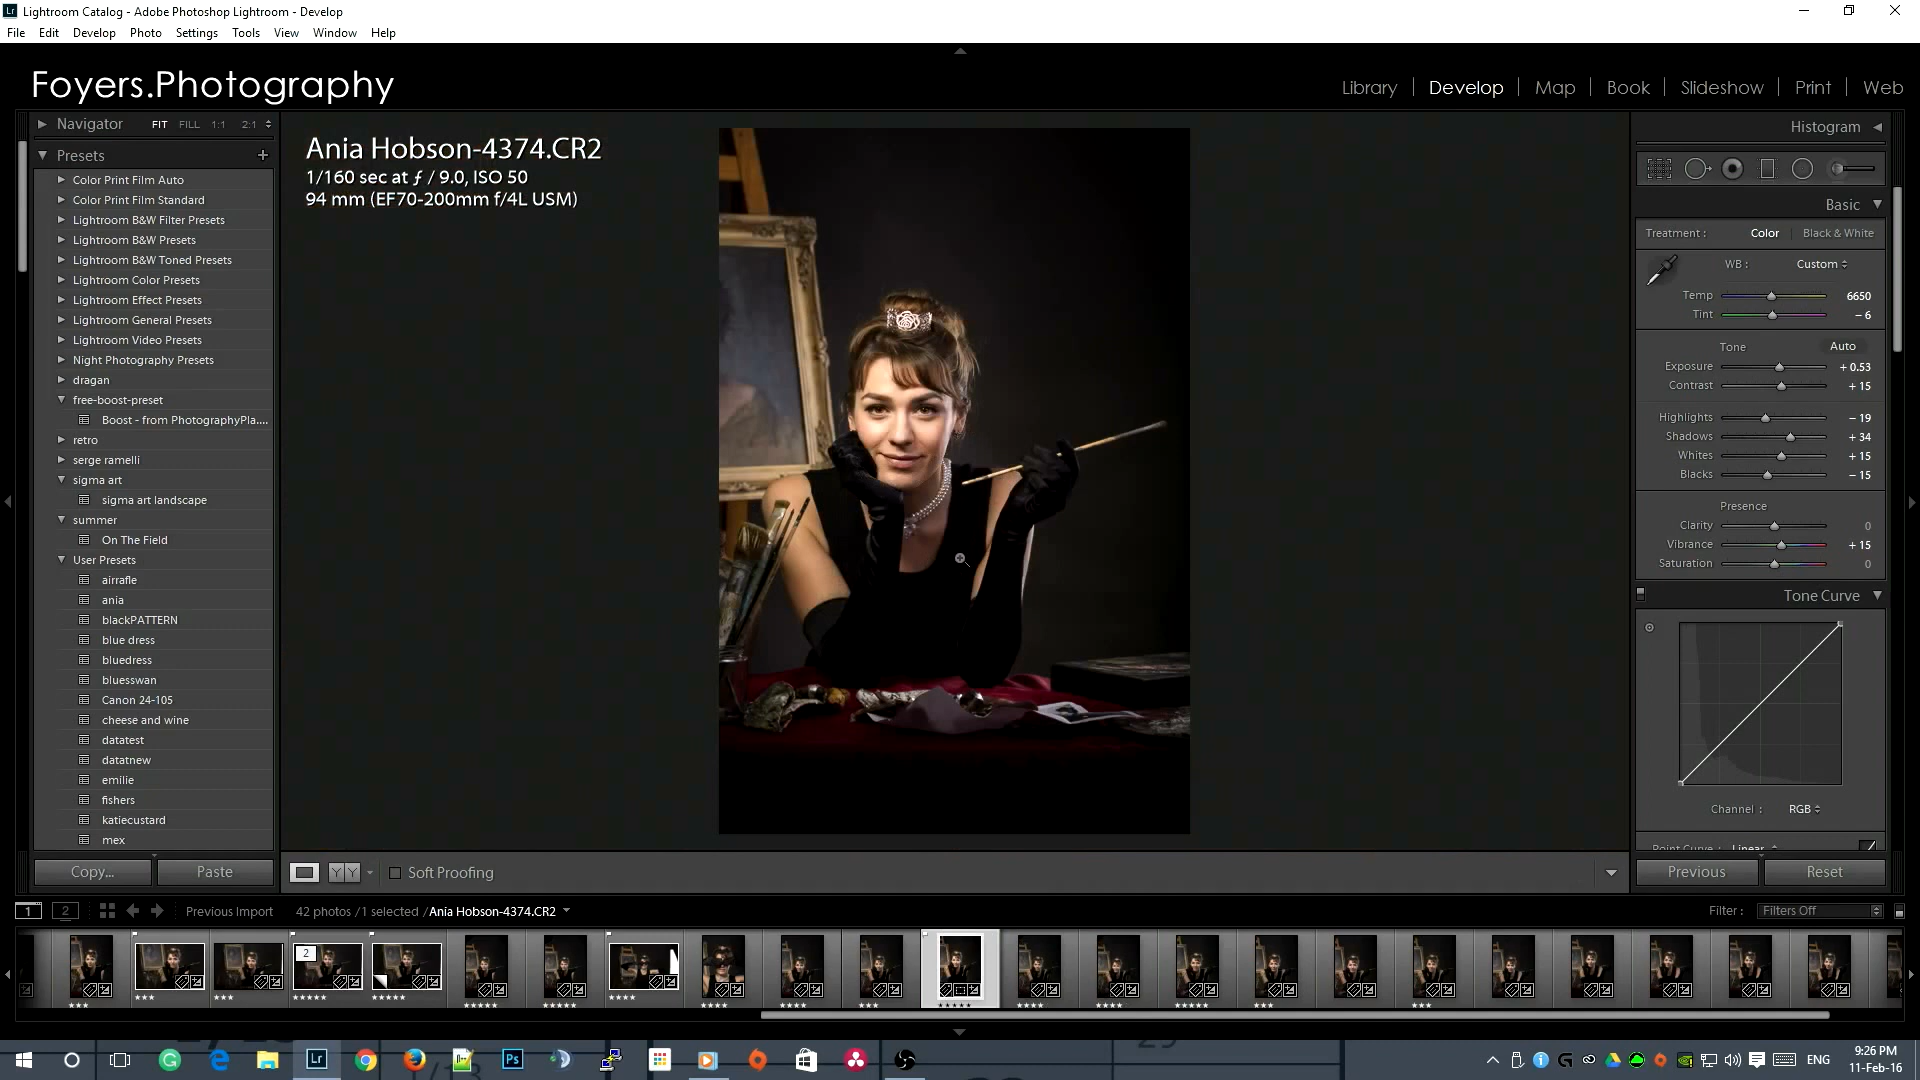 Lightroom Catalog - Adobe Photoshop Lightroom - Develop
File Edit Develop Photo Settings Tools View Window Help
Foyers.Photography
Library Develop Map Book Slideshow Print Web
Navigator FIT FILL 1:1 2:1
Presets +
Color Print Film Auto
Color Print Film Standard
Lightroom B&W Filter Presets
Lightroom B&W Presets
Lightroom B&W Toned Presets
Lightroom Color Presets
Lightroom Effect Presets
Lightroom General Presets
Lightroom Video Presets
Night Photography Presets
dragan
free-boost-preset
Boost - from PhotographyPla....
retro
serge ramelli
sigma art
sigma art landscape
summer
On The Field
User Presets
airrafle
ania
blackPATTERN
blue dress
bluedress
bluesswan
Canon 24-105
cheese and wine
datatest
datatnew
emilie
fishers
katiecustard
mex
Copy... Paste
Ania Hobson-4374.CR2
1/160 sec at ƒ / 9.0, ISO 50
94 mm (EF70-200mm f/4L USM)
Histogram
Basic
Treatment : Color Black & White
WB : Custom
Temp 6650
Tint – 6
Tone Auto
Exposure + 0.53
Contrast + 15
Highlights – 19
Shadows + 34
Whites + 15
Blacks – 15
Presence
Clarity 0
Vibrance + 15
Saturation 0
Tone Curve
Channel : RGB
Point Curve : Linear
Previous Reset
Y Y Soft Proofing
1 2 Previous Import 42 photos / 1 selected / Ania Hobson-4374.CR2 Filter : Filters Off
2
Lr Ps ENG
9:26 PM
11-Feb-16